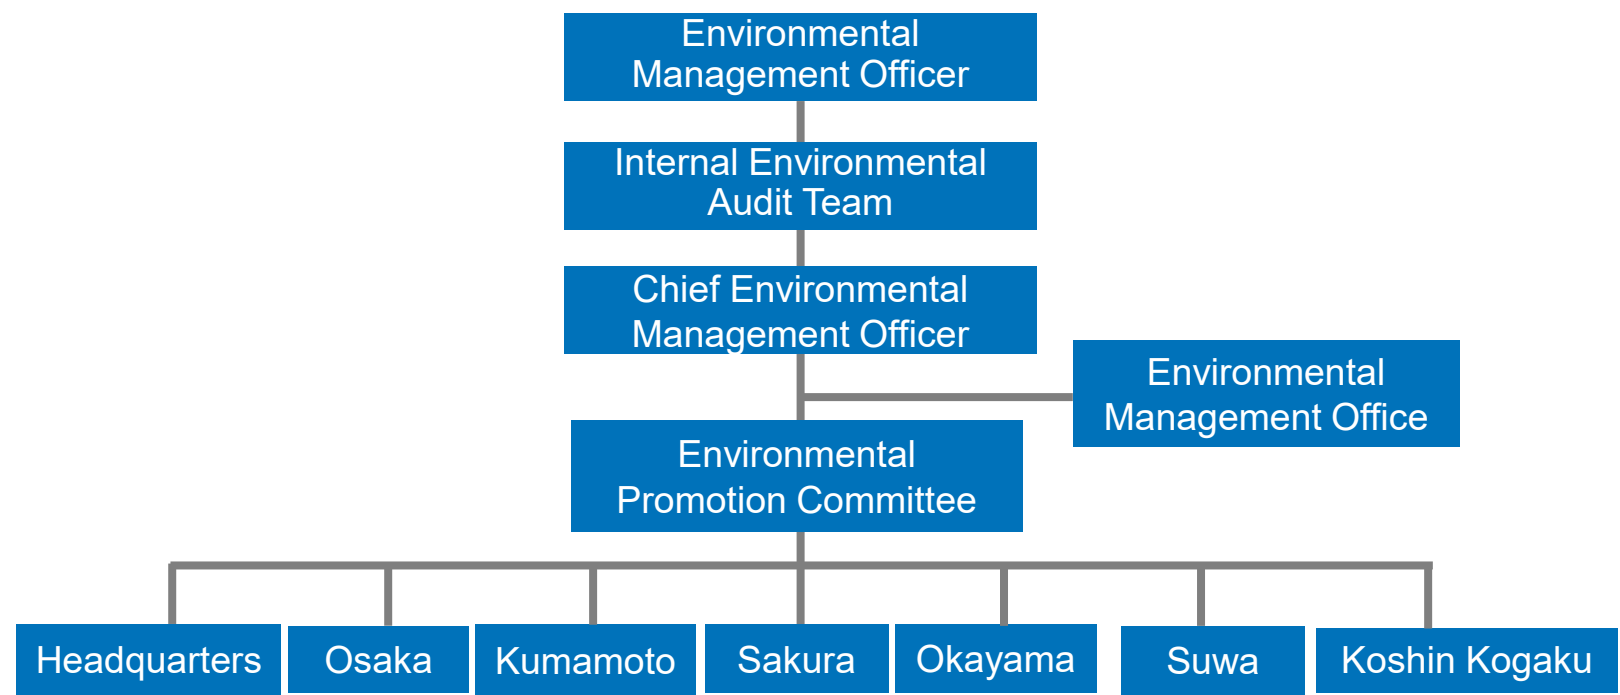 Environmental
Management Officer
Internal Environmental
Audit Team
Chief Environmental
Management Officer
Environmental
Management Office
Environmental
Promotion Committee
Headquarters
Osaka
Kumamoto
Sakura
Okayama
Suwa
Koshin Kogaku